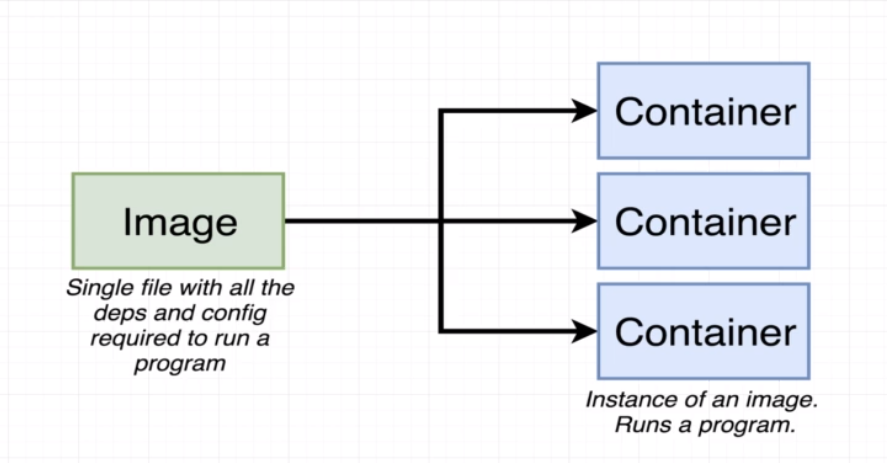 Image
Single file with all the
deps and config
required to run a
program
Container
Container
Container
Instance of an image.
Runs a program.